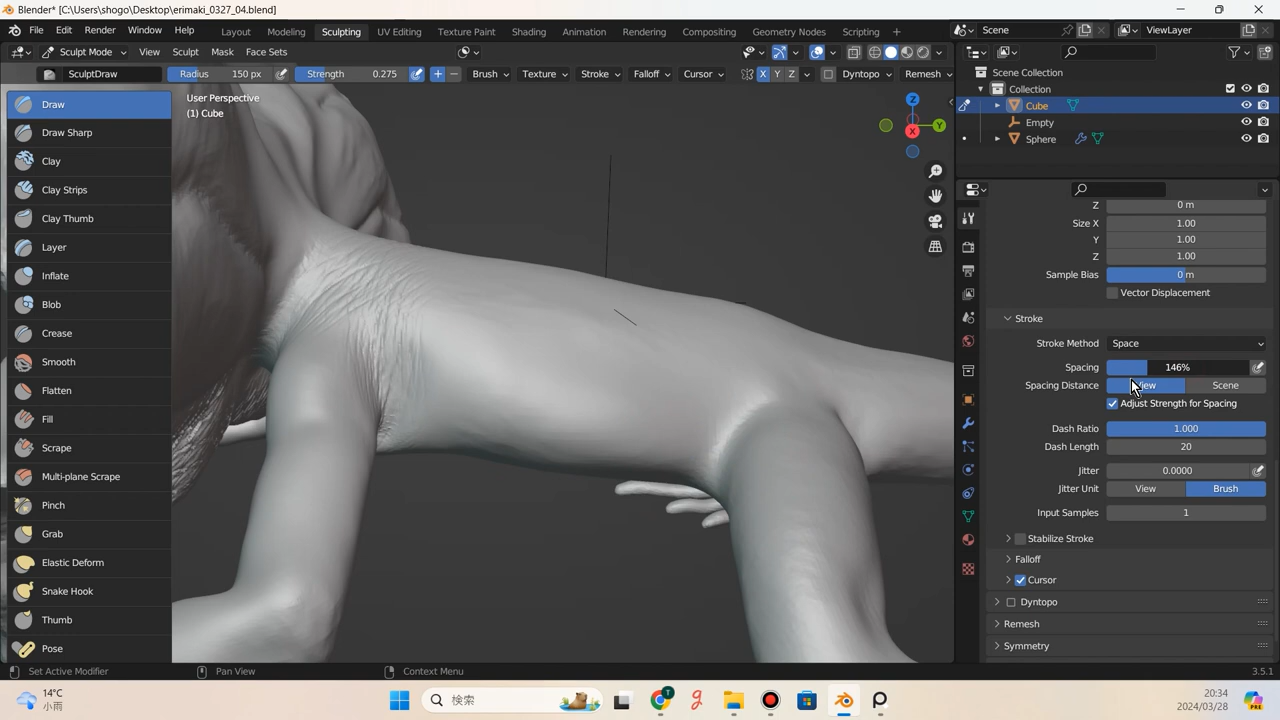 Blender* [C:\Users\shogo\Desktop\erimaki_0327_04.blend]
File Edit Render Window Help Layout Modeling Sculpting UV Editing Texture Paint Shading Animation Rendering Compositing Geometry Nodes Scripting + Scene ViewLayer
Sculpt Mode View Sculpt Mask Face Sets
SculptDraw Radius 150 px Strength 0.275 Brush Texture Stroke Falloff Cursor X Y Z Dyntopo Remesh
User Perspective
(1) Cube
Z
Y
X
Draw
Draw Sharp
Clay
Clay Strips
Clay Thumb
Layer
Inflate
Blob
Crease
Smooth
Flatten
Fill
Scrape
Multi-plane Scrape
Pinch
Grab
Elastic Deform
Snake Hook
Thumb
Pose
Scene Collection
Collection
Cube
Empty
Sphere
Z 0 m
Size X 1.00
Y 1.00
Z 1.00
Sample Bias 0 m
Vector Displacement
Stroke
Stroke Method Space
Spacing 146%
Spacing Distance View Scene
Adjust Strength for Spacing
Dash Ratio 1.000
Dash Length 20
Jitter 0.0000
Jitter Unit View Brush
Input Samples 1
Stabilize Stroke
Falloff
Cursor
Dyntopo
Remesh
Symmetry
Set Active Modifier Pan View Context Menu 3.5.1
14°C
小雨
検索
20:34
2024/03/28